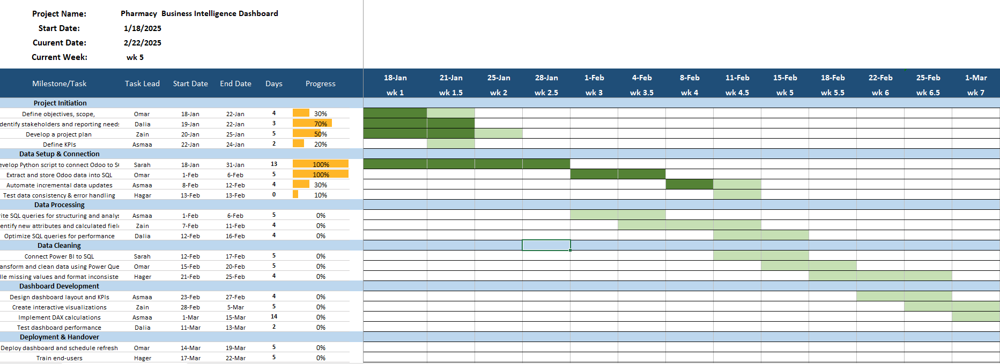 Project Name: Pharmacy Business Intelligence Dashboard
Start Date: 1/18/2025
Cuurent Date: 2/22/2025
Current Week: wk 5
Milestone/Task Task Lead Start Date End Date Days Progress 18-Jan 21-Jan 25-Jan 28-Jan 1-Feb 4-Feb 8-Feb 11-Feb 15-Feb 18-Feb 22-Feb 25-Feb 1-Mar
wk 1 wk 1.5 wk 2 wk 2.5 wk 3 wk 3.5 wk 4 wk 4.5 wk 5 wk 5.5 wk 6 wk 6.5 wk 7
Project Initiation
Define objectives, scope, Omar 18-Jan 22-Jan 4 30%
dentify stakeholders and reporting needs Dalia 19-Jan 22-Jan 3 70%
Develop a project plan Zain 20-Jan 25-Jan 5 50%
Define KPIs Asmaa 22-Jan 24-Jan 2 20%
Data Setup & Connection
evelop Python script to connect Odoo to S Sarah 18-Jan 31-Jan 13 100%
Extract and store Odoo data into SQL Omar 1-Feb 6-Feb 5 100%
Automate incremental data updates Asmaa 8-Feb 12-Feb 4 30%
Test data consistency & error handling Hagar 13-Feb 13-Feb 0 10%
Data Processing
ite SQL queries for structuring and analys Asmaa 1-Feb 6-Feb 5 0%
entify new attributes and calculated fiel Zain 7-Feb 11-Feb 4 0%
Optimize SQL queries for performance Dalia 12-Feb 16-Feb 4 0%
Data Cleaning
Connect Power BI to SQL Sarah 12-Feb 17-Feb 5 0%
ansform and clean data using Power Que Omar 15-Feb 20-Feb 5 0%
lle missing values and format inconsiste Hager 21-Feb 25-Feb 4 0%
Dashboard Development
Design dashboard layout and KPIs Asmaa 23-Feb 27-Feb 4 0%
Create interactive visualizations Zain 28-Feb 5-Mar 5 0%
Implement DAX calculations Asmaa 1-Mar 15-Mar 14 0%
Test dashboard performance Dalia 11-Mar 13-Mar 2 0%
Deployment & Handover
Deploy dashboard and schedule refresh Omar 14-Mar 19-Mar 5 0%
Train end-users Hager 17-Mar 22-Mar 5 0%